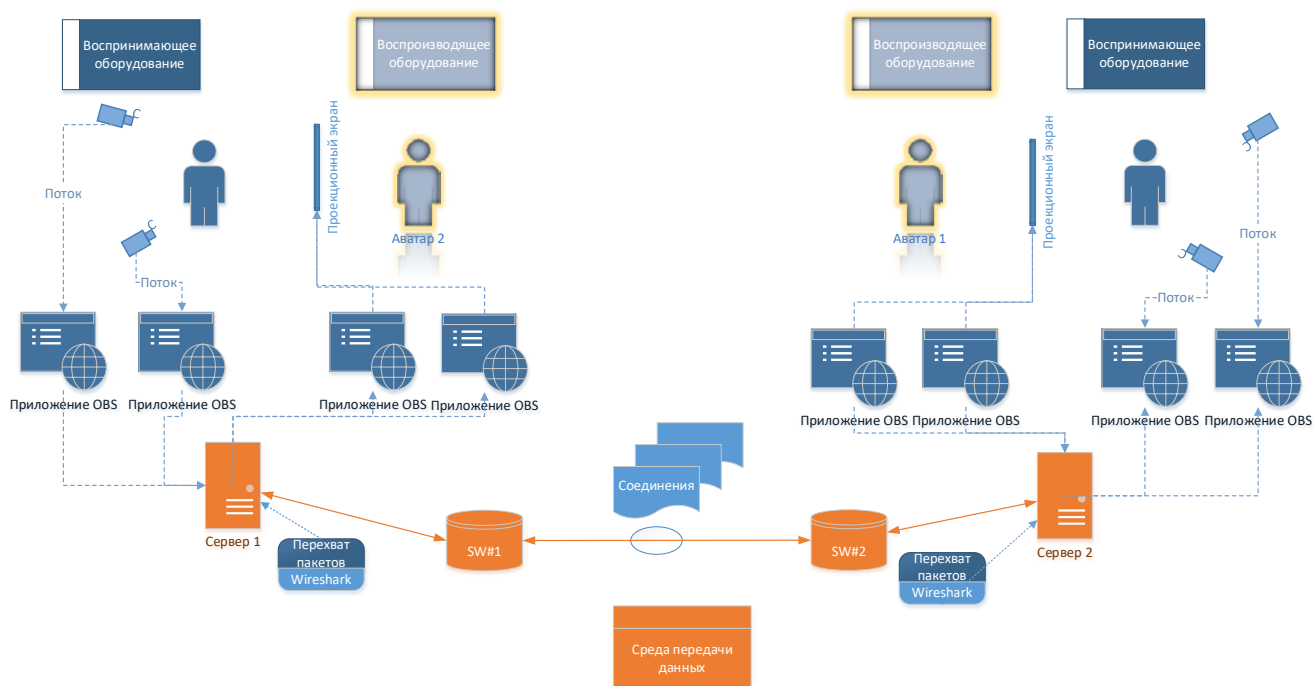 Воспринимающее
оборудование
Воспроизводящее
оборудование
Воспроизводящее
оборудование
Воспринимающее
оборудование
Проекционный экран
Проекционный экран
Поток
Аватар 2
Аватар 1
Поток
Поток
Поток
Приложение OBS
Приложение OBS
Приложение OBS
Приложение OBS
Приложение OBS
Приложение OBS
Приложение OBS
Приложение OBS
Соединения
Сервер 1
SW#1
SW#2
Сервер 2
Перехват
пакетов
Wireshark
Перехват
пакетов
Wireshark
Среда передачи
данных